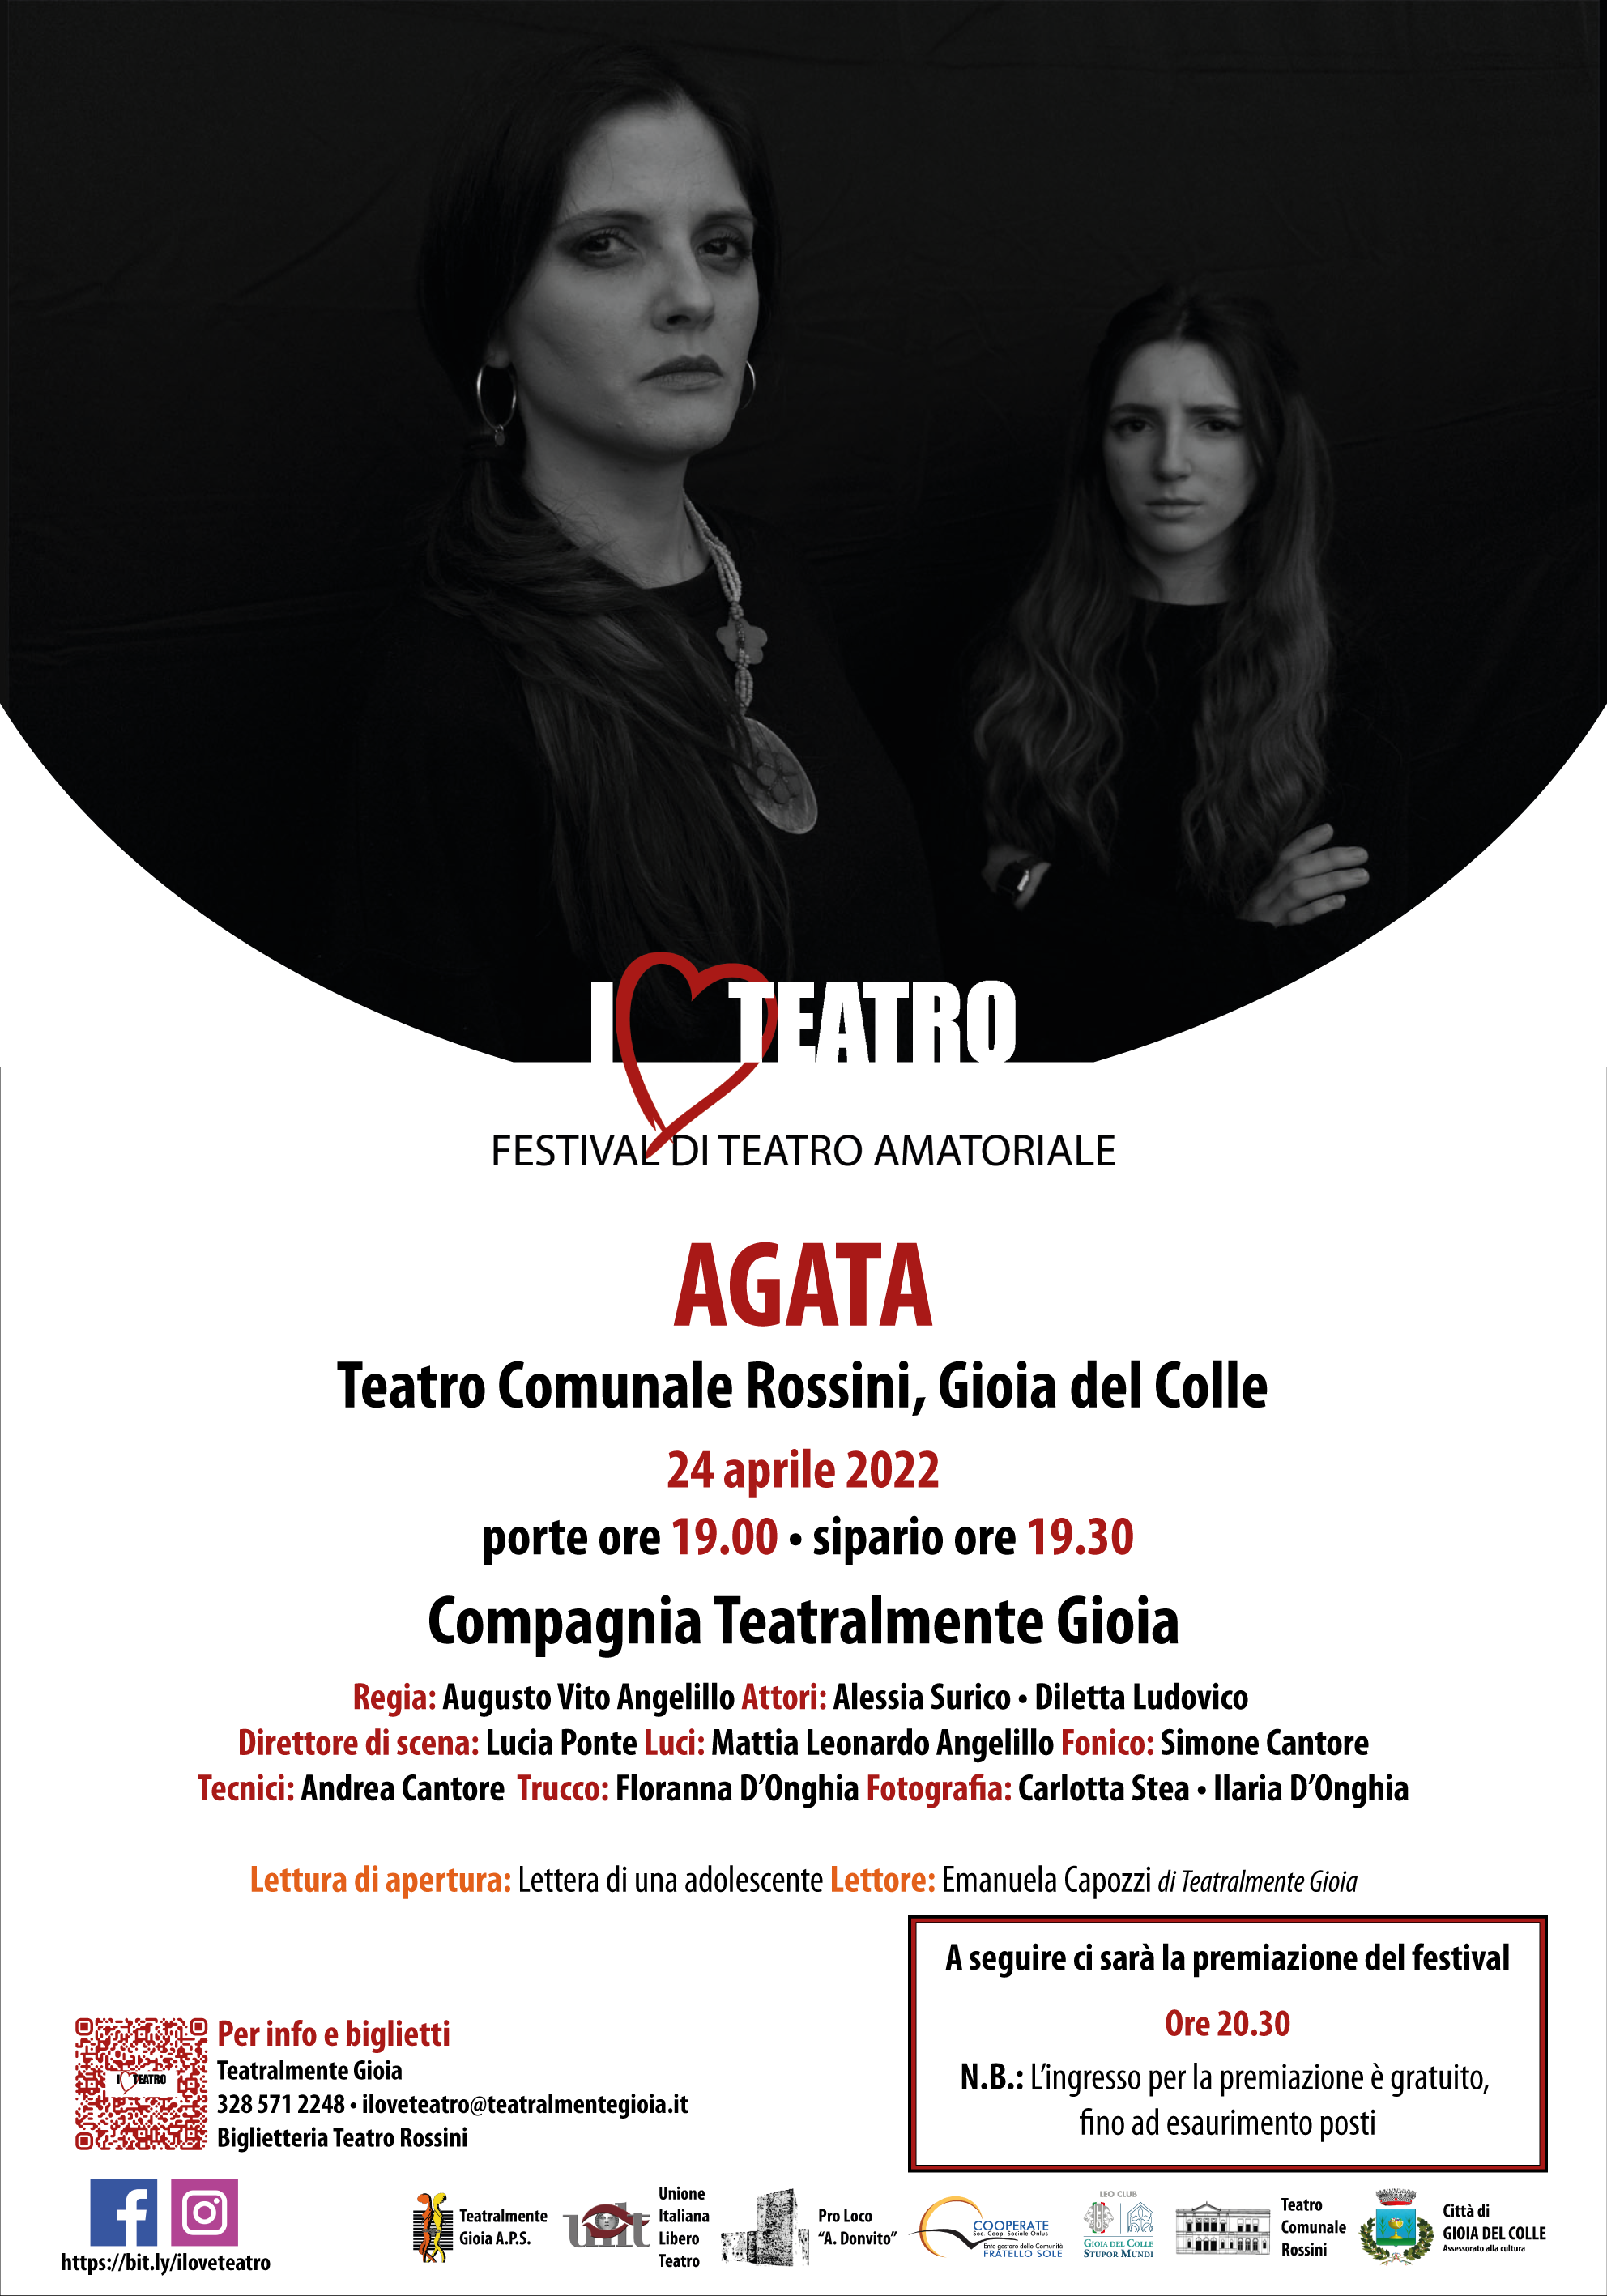 I TEATRO
FESTIVAL DI TEATRO AMATORIALE
AGATA
Teatro Comunale Rossini, Gioia del Colle
24 aprile 2022
porte ore 19.00 • sipario ore 19.30
Compagnia Teatralmente Gioia
Regia: Augusto Vito Angelillo Attori: Alessia Surico • Diletta Ludovico
Direttore di scena: Lucia Ponte Luci: Mattia Leonardo Angelillo Fonico: Simone Cantore
Tecnici: Andrea Cantore Trucco: Floranna D’Onghia Fotografia: Carlotta Stea • Ilaria D’Onghia
Lettura di apertura: Lettera di una adolescente Lettore: Emanuela Capozzi di Teatralmente Gioia
A seguire ci sarà la premiazione del festival
Ore 20.30
N.B.: L’ingresso per la premiazione è gratuito,
fino ad esaurimento posti
I TEATRO
Per info e biglietti
Teatralmente Gioia
328 571 2248 • iloveteatro@teatralmentegioia.it
Biglietteria Teatro Rossini
https://bit.ly/iloveteatro
Teatralmente
Gioia A.P.S.
uilt
Unione
Italiana
Libero
Teatro
Pro Loco
“A. Donvito”
COOPERATE
Soc. Coop. Sociale Onlus
Ente gestore delle Comunità
FRATELLO SOLE
LEO CLUB
GIOIA DEL COLLE
STUPOR MUNDI
Teatro
Comunale
Rossini
Città di
GIOIA DEL COLLE
Assessorato alla cultura